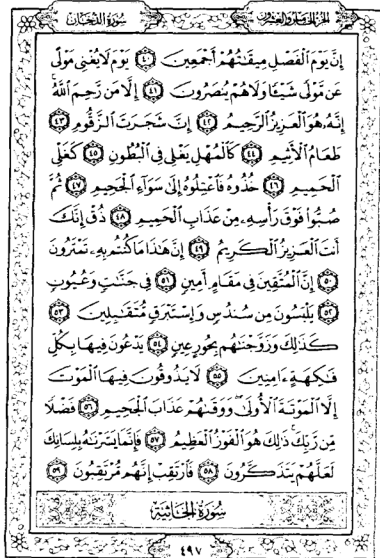 الجزء الخامس والعشرون
سورة الدخان
إِنَّ يَوْمَ الْفَصْلِ مِيقَاتُهُمْ أَجْمَعِينَ ٤٠ يَوْمَ لَا يُغْنِي مَوْلًى
عَن مَّوْلًى شَيْئًا وَلَا هُمْ يُنصَرُونَ ٤١ إِلَّا مَن رَّحِمَ اللَّهُ
إِنَّهُ هُوَ الْعَزِيزُ الرَّحِيمُ ٤٢ إِنَّ شَجَرَتَ الزَّقُّومِ ٤٣
طَعَامُ الْأَثِيمِ ٤٤ كَالْمُهْلِ يَغْلِي فِي الْبُطُونِ ٤٥ كَغَلْيِ
الْحَمِيمِ ٤٦ خُذُوهُ فَاعْتِلُوهُ إِلَى سَوَاءِ الْجَحِيمِ ٤٧ ثُمَّ
صُبُّوا فَوْقَ رَأْسِهِ مِنْ عَذَابِ الْحَمِيمِ ٤٨ ذُقْ إِنَّكَ
أَنتَ الْعَزِيزُ الْكَرِيمُ ٤٩ إِنَّ هَٰذَا مَا كُنتُم بِهِ تَمْتَرُونَ
٥٠ إِنَّ الْمُتَّقِينَ فِي مَقَامٍ أَمِينٍ ٥١ فِي جَنَّاتٍ وَعُيُونٍ
٥٢ يَلْبَسُونَ مِن سُندُسٍ وَإِسْتَبْرَقٍ مُّتَقَابِلِينَ ٥٣
كَذَٰلِكَ وَزَوَّجْنَاهُم بِحُورٍ عِينٍ ٥٤ يَدْعُونَ فِيهَا بِكُلِّ
فَاكِهَةٍ ءَامِنِينَ ٥٥ لَا يَذُوقُونَ فِيهَا الْمَوْتَ
إِلَّا الْمَوْتَةَ الْأُولَىٰ وَوَقَاهُمْ عَذَابَ الْجَحِيمِ ٥٦ فَضْلًا
مِّن رَّبِّكَ ذَٰلِكَ هُوَ الْفَوْزُ الْعَظِيمُ ٥٧ فَإِنَّمَا يَسَّرْنَاهُ بِلِسَانِكَ
لَعَلَّهُمْ يَتَذَكَّرُونَ ٥٨ فَارْتَقِبْ إِنَّهُم مُّرْتَقِبُونَ ٥٩
سُورَةُ الْجَاثِيَةِ
٤٩٧